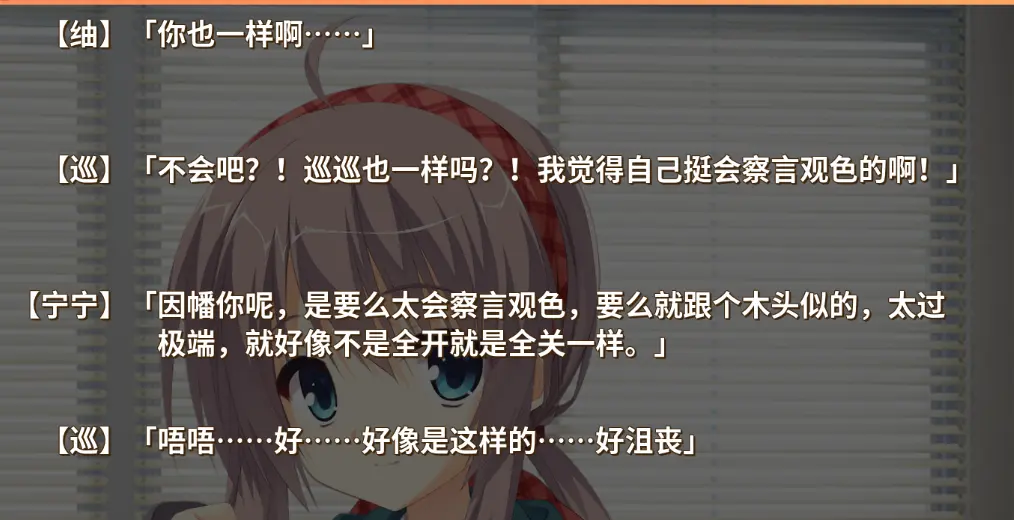 【䌷】「你也一样啊……」
【巡】「不会吧？！巡巡也一样吗？！我觉得自己挺会察言观色的啊！」
【宁宁】「因幡你呢，是要么太会察言观色，要么就跟个木头似的，太过
极端，就好像不是全开就是全关一样。」
【巡】「唔唔……好……好像是这样的……好沮丧」